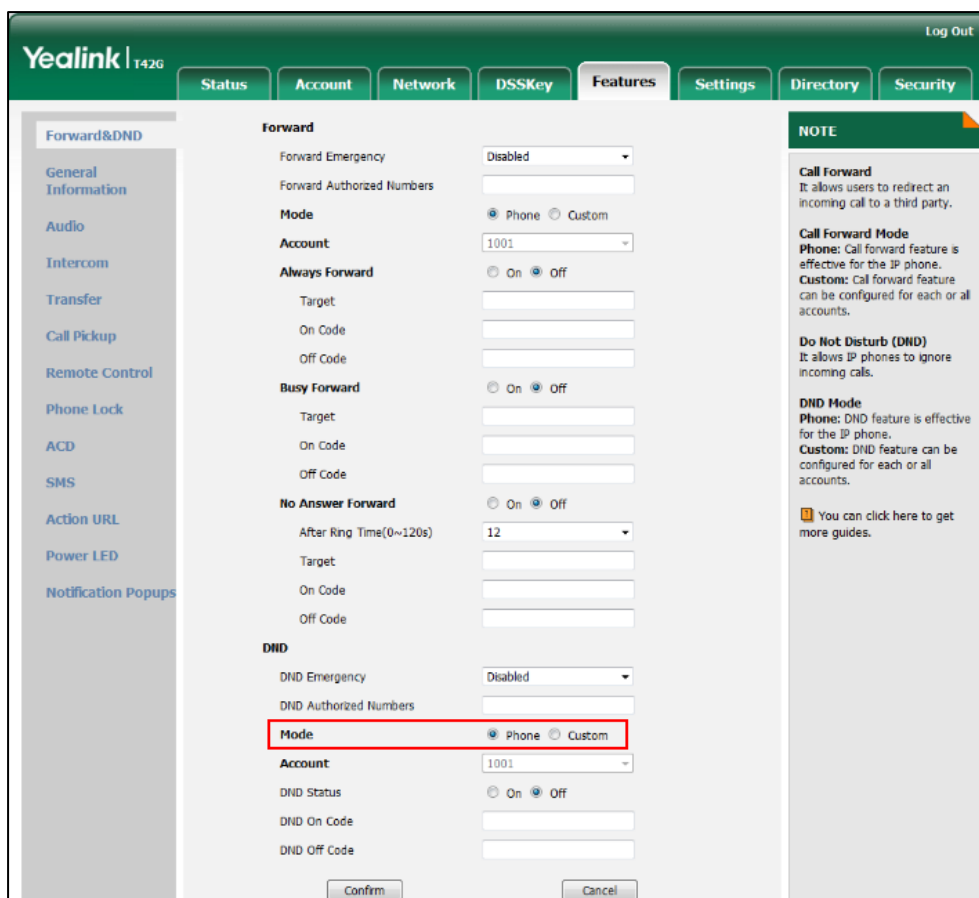 Log Out
Yealink T42G
Status Account Network DSSKey Features Settings Directory Security
Forward&DND
General
Information
Audio
Intercom
Transfer
Call Pickup
Remote Control
Phone Lock
ACD
SMS
Action URL
Power LED
Notification Popups
Forward
Forward Emergency Disabled
Forward Authorized Numbers
Mode Phone Custom
Account 1001
Always Forward On Off
Target
On Code
Off Code
Busy Forward On Off
Target
On Code
Off Code
No Answer Forward On Off
After Ring Time(0~120s) 12
Target
On Code
Off Code
DND
DND Emergency Disabled
DND Authorized Numbers
Mode Phone Custom
Account 1001
DND Status On Off
DND On Code
DND Off Code
Confirm Cancel
NOTE
Call Forward
It allows users to redirect an
incoming call to a third party.
Call Forward Mode
Phone: Call forward feature is
effective for the IP phone.
Custom: Call forward feature
can be configured for each or all
accounts.
Do Not Disturb (DND)
It allows IP phones to ignore
incoming calls.
DND Mode
Phone: DND feature is effective
for the IP phone.
Custom: DND feature can be
configured for each or all
accounts.
You can click here to get
more guides.